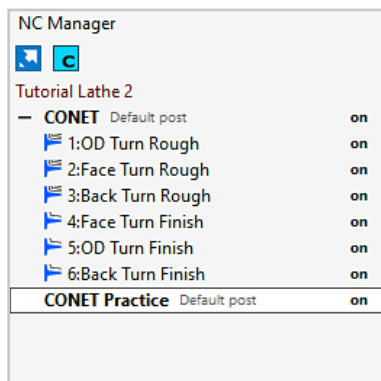 NC Manager
C
Tutorial Lathe 2
CONET Default post on
1:OD Turn Rough on
2:Face Turn Rough on
3:Back Turn Rough on
4:Face Turn Finish on
5:OD Turn Finish on
6:Back Turn Finish on
CONET Practice Default post on